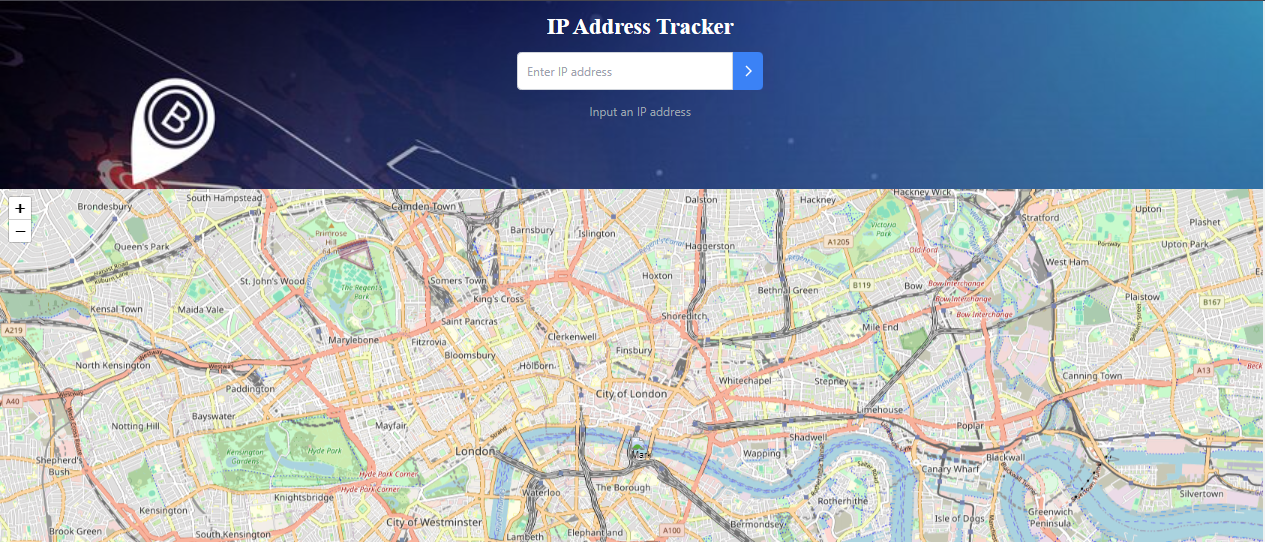 IP Address Tracker
Enter IP address
Input an IP address
B
+
−
Brondesbury
South Hampstead
Camden Town
Dalston
Hackney
Hackney Wick
Stratford
Upton
Plashet
Queen's Park
Primrose
Hill
Barnsbury
Islington
Haggerston
A1205
Victoria
Park
Old Ford
Upton Park
West Ham
St. John's Wood
The Regent's
Park
Somers Town
King's Cross
Hoxton
Bethnal Green
B119
Bow
Bow Interchange
Bow Interchange
Plaistow
B167
Kensal Town
Maida Vale
Saint Pancras
Shoreditch
Mile End
A219
Marylebone
Fitzrovia
Clerkenwell
Bloomsbury
Finsbury
North Kensington
Westway
Westway
Holborn
Whitechapel
Stepney
Canning Town
A13
Paddington
City of London
A40
Bayswater
Limehouse
Notting Hill
Mayfair
Strand
Poplar
Shepherd's
Bush
Kensington
Gardens
Hyde Park
London
Mark
Wapping
Shadwell
Blackwall
Hyde Park Corner
Hyde Park Corner
Canary Wharf
Knightsbridge
Waterloo
The Borough
Silvertown
Rotherhithe
Kensington
Greenwich
Peninsula
Isle of Dogs
City of Westminster
Bermondsey
Brook Green
South Kensington
Lambeth
Elephant and
A100